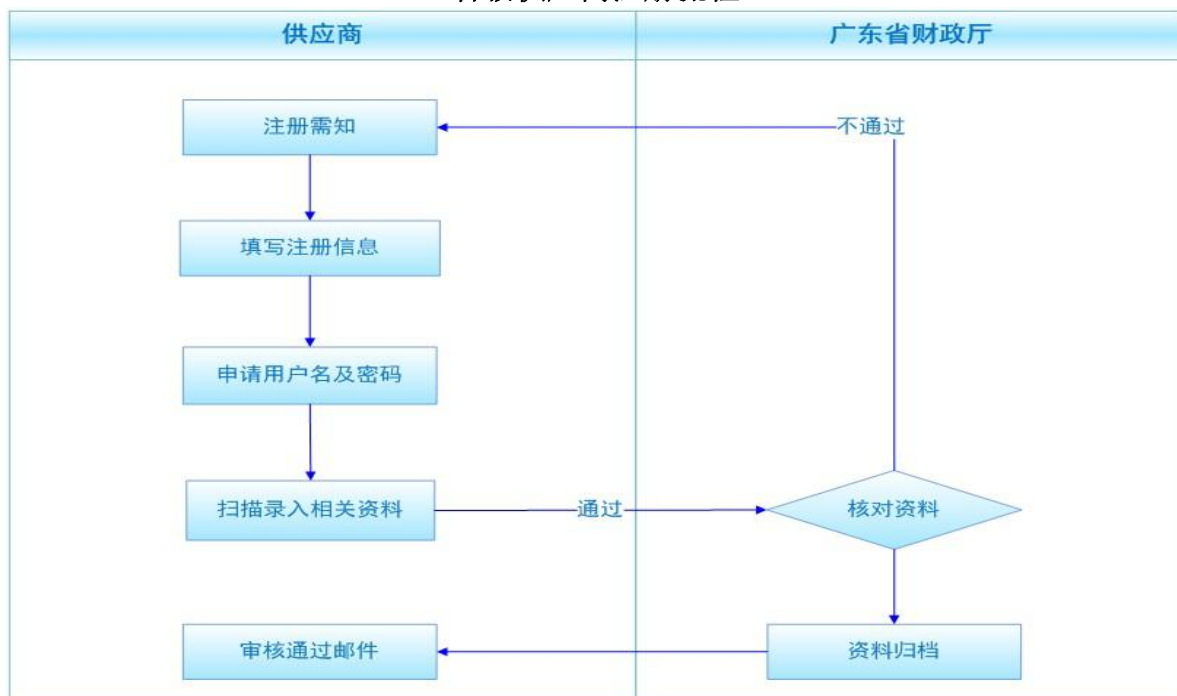 供应商
广东省财政厅
注册需知
不通过
填写注册信息
申请用户名及密码
扫描录入相关资料
通过
核对资料
审核通过邮件
资料归档